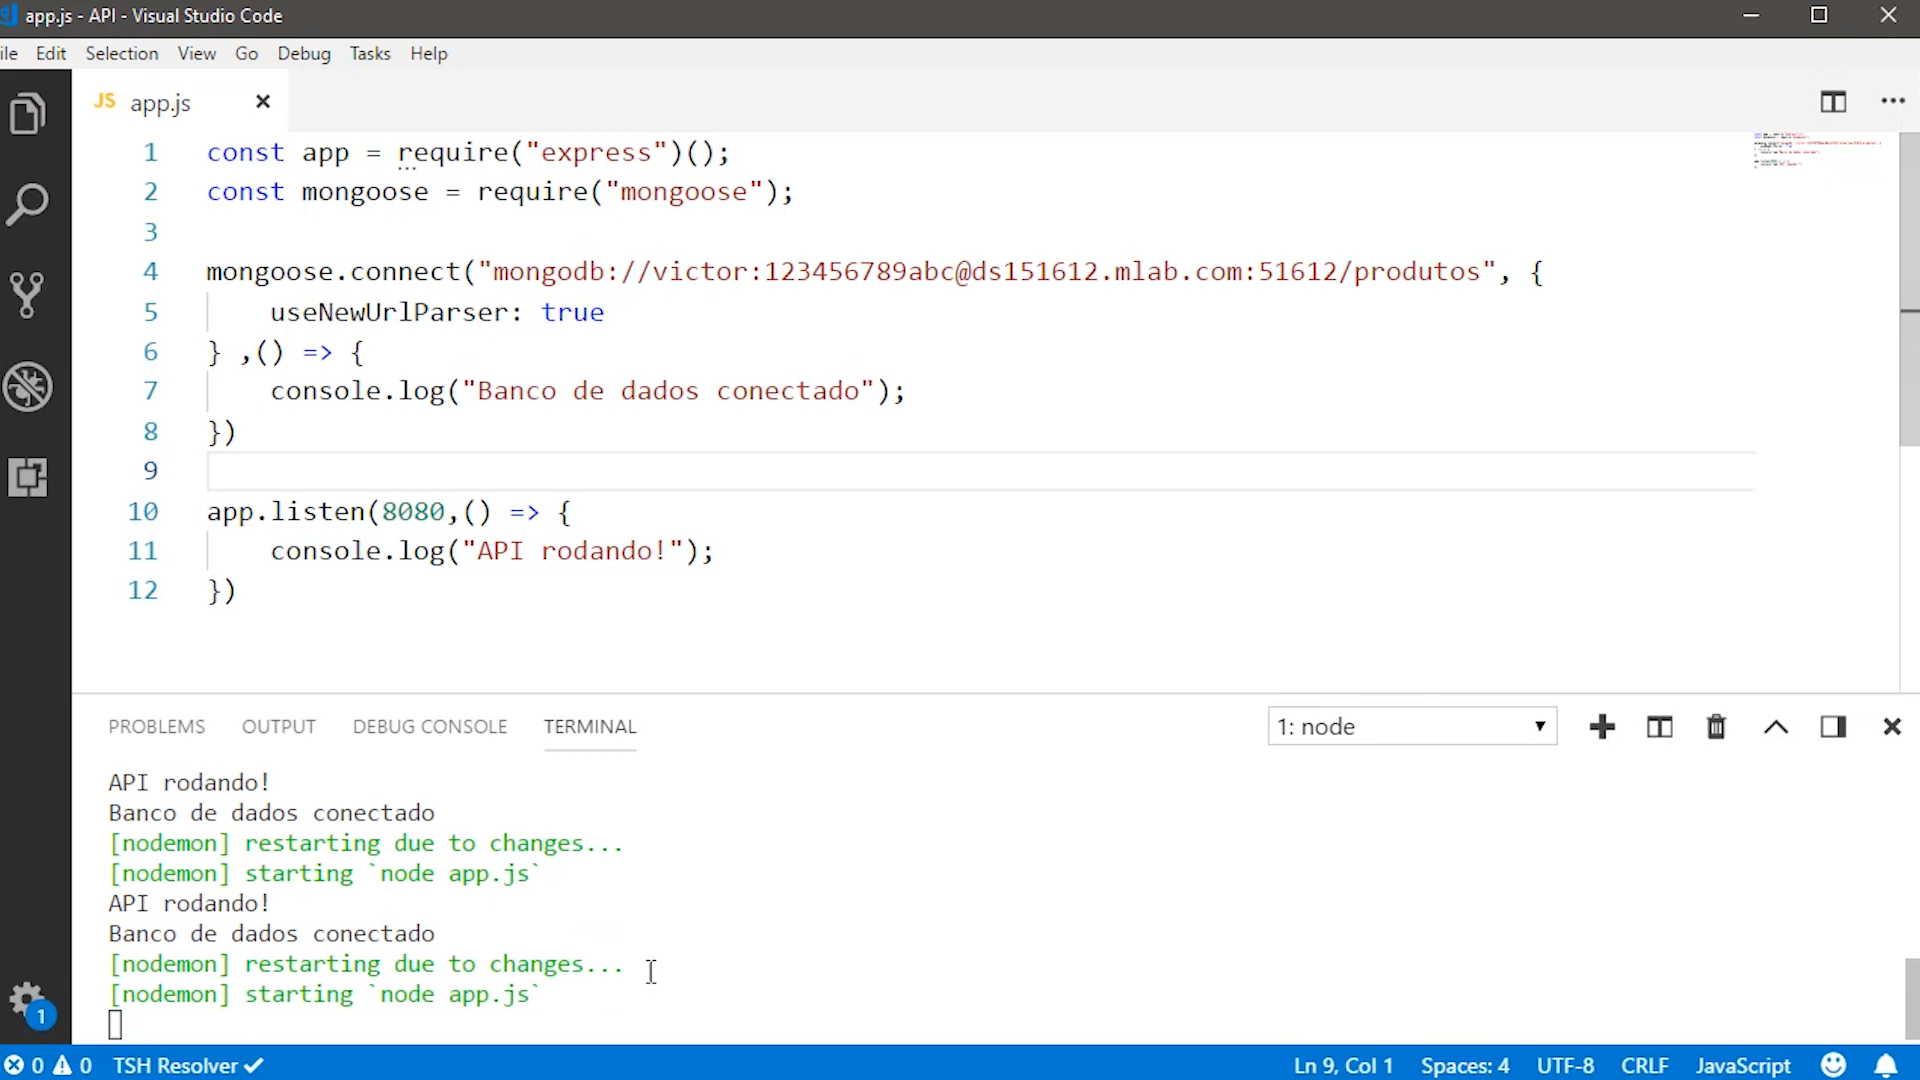 app.js - API - Visual Studio Code
ile Edit Selection View Go Debug Tasks Help
JS app.js
1 const app = require("express")();
2 const mongoose = require("mongoose");
3
4 mongoose.connect("mongodb://victor:123456789abc@ds151612.mlab.com:51612/produtos", {
5 useNewUrlParser: true
6 } ,() => {
7 console.log("Banco de dados conectado");
8 })
9
10 app.listen(8080,() => {
11 console.log("API rodando!");
12 })
PROBLEMS OUTPUT DEBUG CONSOLE TERMINAL 1: node
API rodando!
Banco de dados conectado
[nodemon] restarting due to changes...
[nodemon] starting `node app.js`
API rodando!
Banco de dados conectado
[nodemon] restarting due to changes...
[nodemon] starting `node app.js`
1
0 0 TSH Resolver Ln 9, Col 1 Spaces: 4 UTF-8 CRLF JavaScript